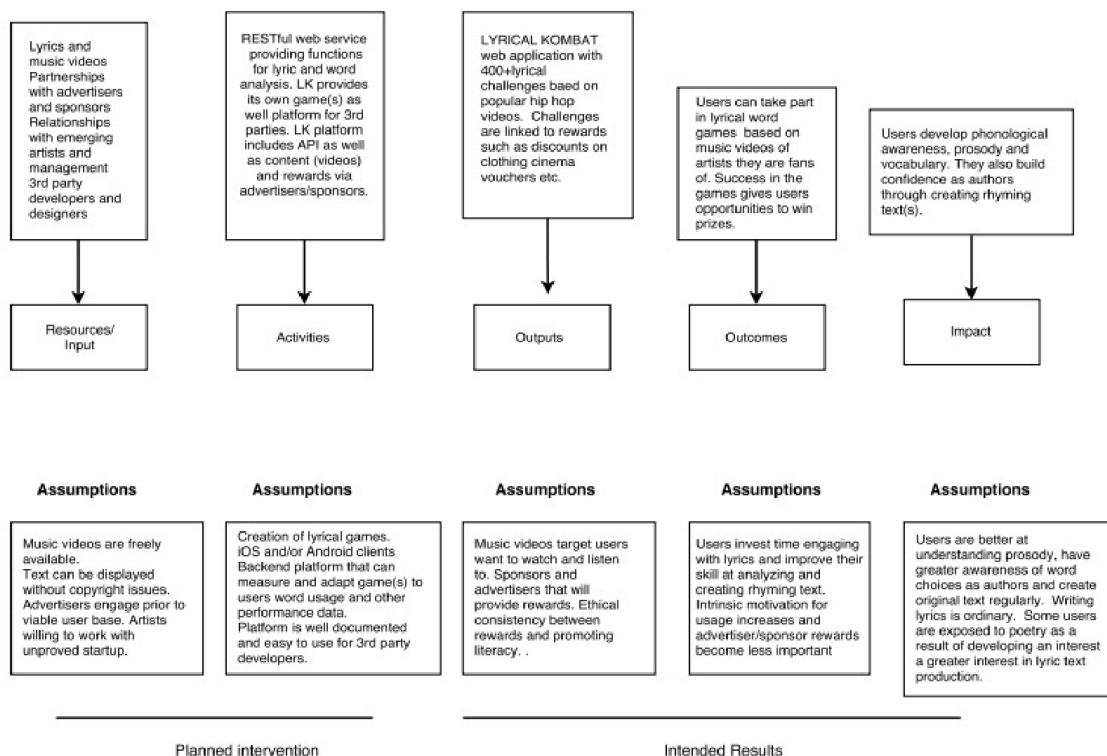 Lyrics and
music videos
Partnerships
with advertisers
and sponsors
Relationships
with emerging
artists and
management
3rd party
developers and
designers
RESTful web service
providing functions
for lyric and word
analysis. LK provides
its own game(s) as
well platform for 3rd
parties. LK platform
includes API as well
as content (videos)
and rewards via
advertisers/sponsors.
LYRICAL KOMBAT
web application with
400+lyrical
challenges baed on
popular hip hop
videos. Challenges
are linked to rewards
such as discounts on
clothing cinema
vouchers etc.
Users can take part
in lyrical word
games based on
music videos of
artists they are fans
of. Success in the
games gives users
opportunities to win
prizes.
Users develop phonological
awareness, prosody and
vocabulary. They also build
confidence as authors
through creating rhyming
text(s).
Resources/
Input
Activities
Outputs
Outcomes
Impact
Assumptions
Assumptions
Assumptions
Assumptions
Assumptions
Music videos are freely
available.
Text can be displayed
without copyright issues.
Advertisers engage prior to
viable user base. Artists
willing to work with
unproved startup.
Creation of lyrical games.
iOS and/or Android clients
Backend platform that can
measure and adapt game(s) to
users word usage and other
performance data.
Platform is well documented
and easy to use for 3rd party
developers.
Music videos target users
want to watch and listen
to. Sponsors and
advertisers that will
provide rewards. Ethical
consistency between
rewards and promoting
literacy. .
Users invest time engaging
with lyrics and improve their
skill at analyzing and
creating rhyming text.
Intrinsic motivation for
usage increases and
advertiser/sponsor rewards
become less important
Users are better at
understanding prosody, have
greater awareness of word
choices as authors and create
original text regularly. Writing
lyrics is ordinary. Some users
are exposed to poetry as a
result of developing an interest
a greater interest in lyric text
production.
Planned intervention
Intended Results